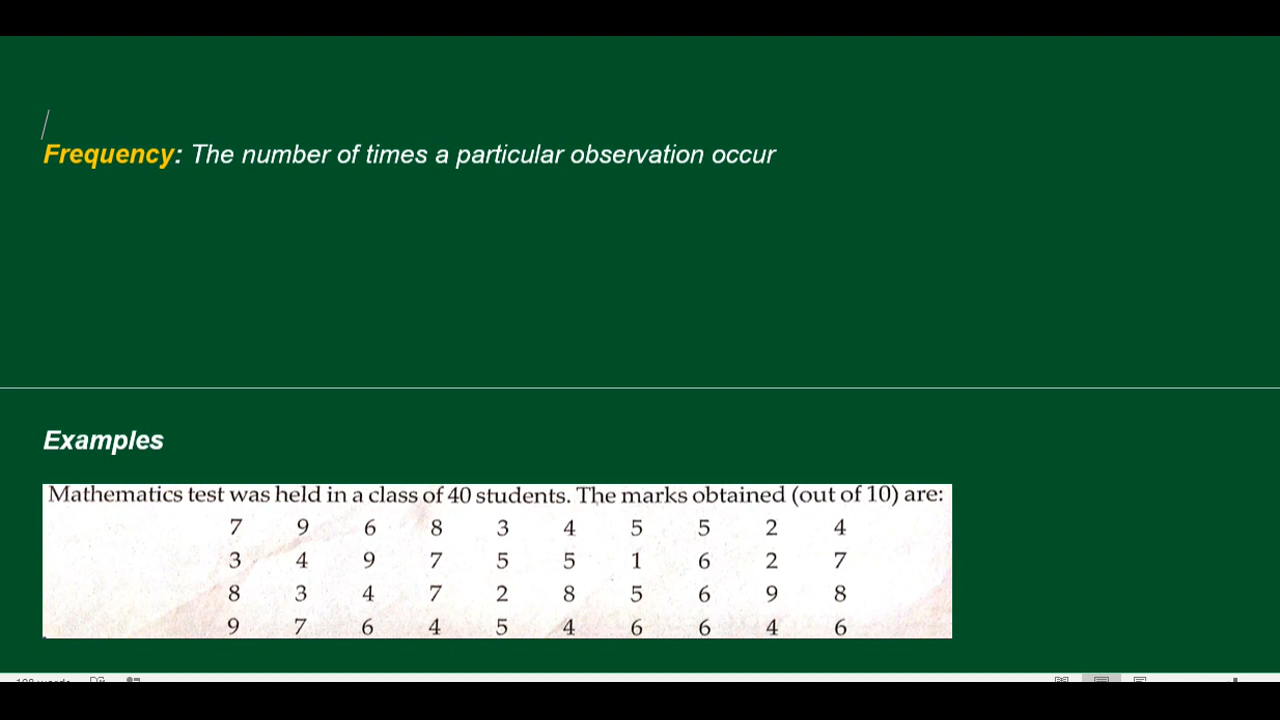 Frequency: The number of times a particular observation occur
Examples
Mathematics test was held in a class of 40 students. The marks obtained (out of 10) are:
7 9 6 8 3 4 5 5 2 4
3 4 9 7 5 5 1 6 2 7
8 3 4 7 2 8 5 6 9 8
9 7 6 4 5 4 6 6 4 6